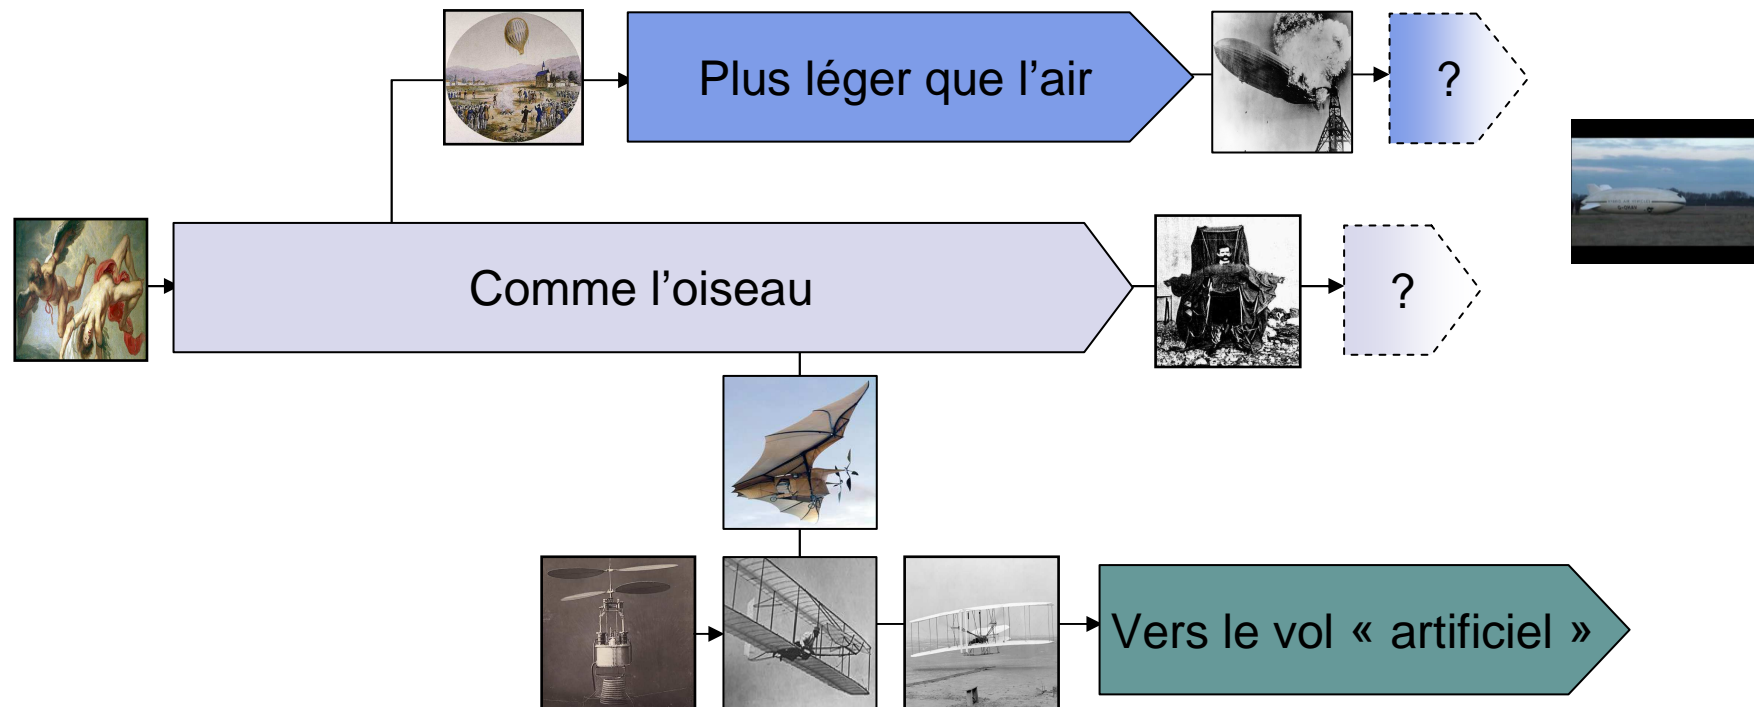 Plus léger que l’air
?
Comme l’oiseau
?
Vers le vol « artificiel »